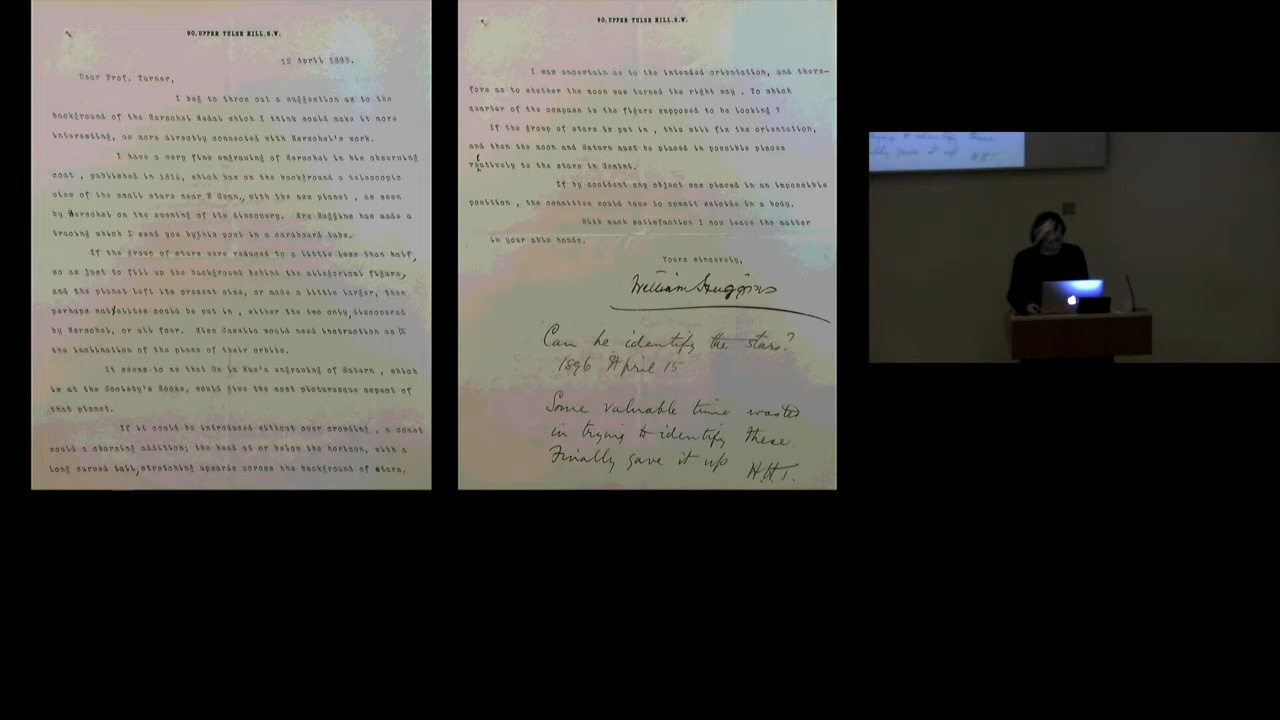 90, UPPER TULSE HILL. S.W.
12 April 1896.
Dear Prof. Turner,
I beg to throw out a suggestion as to the
background of the Herschel Medal which I think would make it more
interesting, as more directly connected with Herschel's work.
I have a very fine engraving of Herschel in his observing
coat , published in 1814, which has on the background a telescopic
view of the small stars near H Gem., with the new planet , as seen
by Herschel on the evening of its discovery. Mrs Huggins has made a
tracing which I send you by this post in a cardboard tube.
If the group of stars were reduced to a little less than half,
so as just to fill up the background behind the allegorical figure,
and the planet left its present size, or made a little larger, then
perhaps satellites could be put in , either the two only, discovered
by Herschel, or all four. Miss Casella would need instruction as to
the inclination of the plane of their orbits.
It seems to me that De la Rue's engraving of Saturn , which
is at the Society's Rooms, would give the most picturesque aspect of
that planet.
If it could be introduced without over crowding , a comet
would a charming addition; the head at or below the horizon, with a
long curved tail, stretching upwards across the background of stars.
90, UPPER TULSE HILL. S.W.
I was uncertain as to the intended orientation, and there-
fore as to whether the moon was turned the right way . To which
quarter of the compass is the figure supposed to be looking ?
If the group of stars is put in , this will fix the orientation,
and then the moon and Saturn must be placed in possible places
relatively to the stars in Gemini.
If by accident any object was placed in an impossible
position , the committee would have to commit suicide in a body.
With much satisfaction I now leave the matter
in your able hands.
Yours sincerely,
William Huggins
Can he identify the stars?
1896 April 15
Some valuable time wasted
in trying to identify these.
Finally gave it up H.H.T.